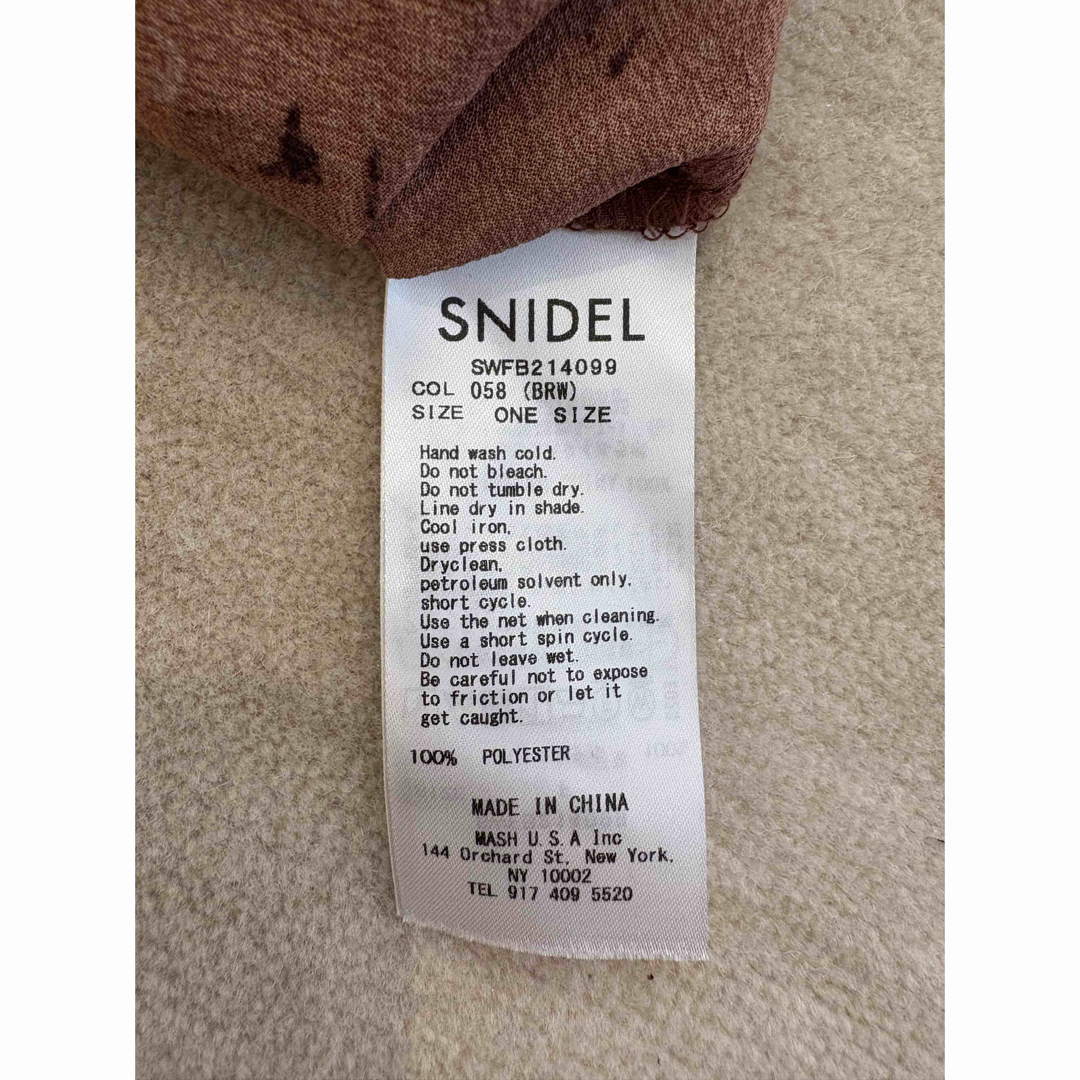 SNIDEL
SWFB214099
COL 058 (BRW)
SIZE ONE SIZE
Hand wash cold.
Do not bleach.
Do not tumble dry.
Line dry in shade.
Cool iron,
use press cloth.
Dryclean,
petroleum solvent only,
short cycle.
Use the net when cleaning.
Use a short spin cycle.
Do not leave wet.
Be careful not to expose
to friction or let it
get caught.
100% POLYESTER
MADE IN CHINA
MASH U.S.A Inc
144 Orchard St, New York,
NY 10002
TEL 917 409 5520